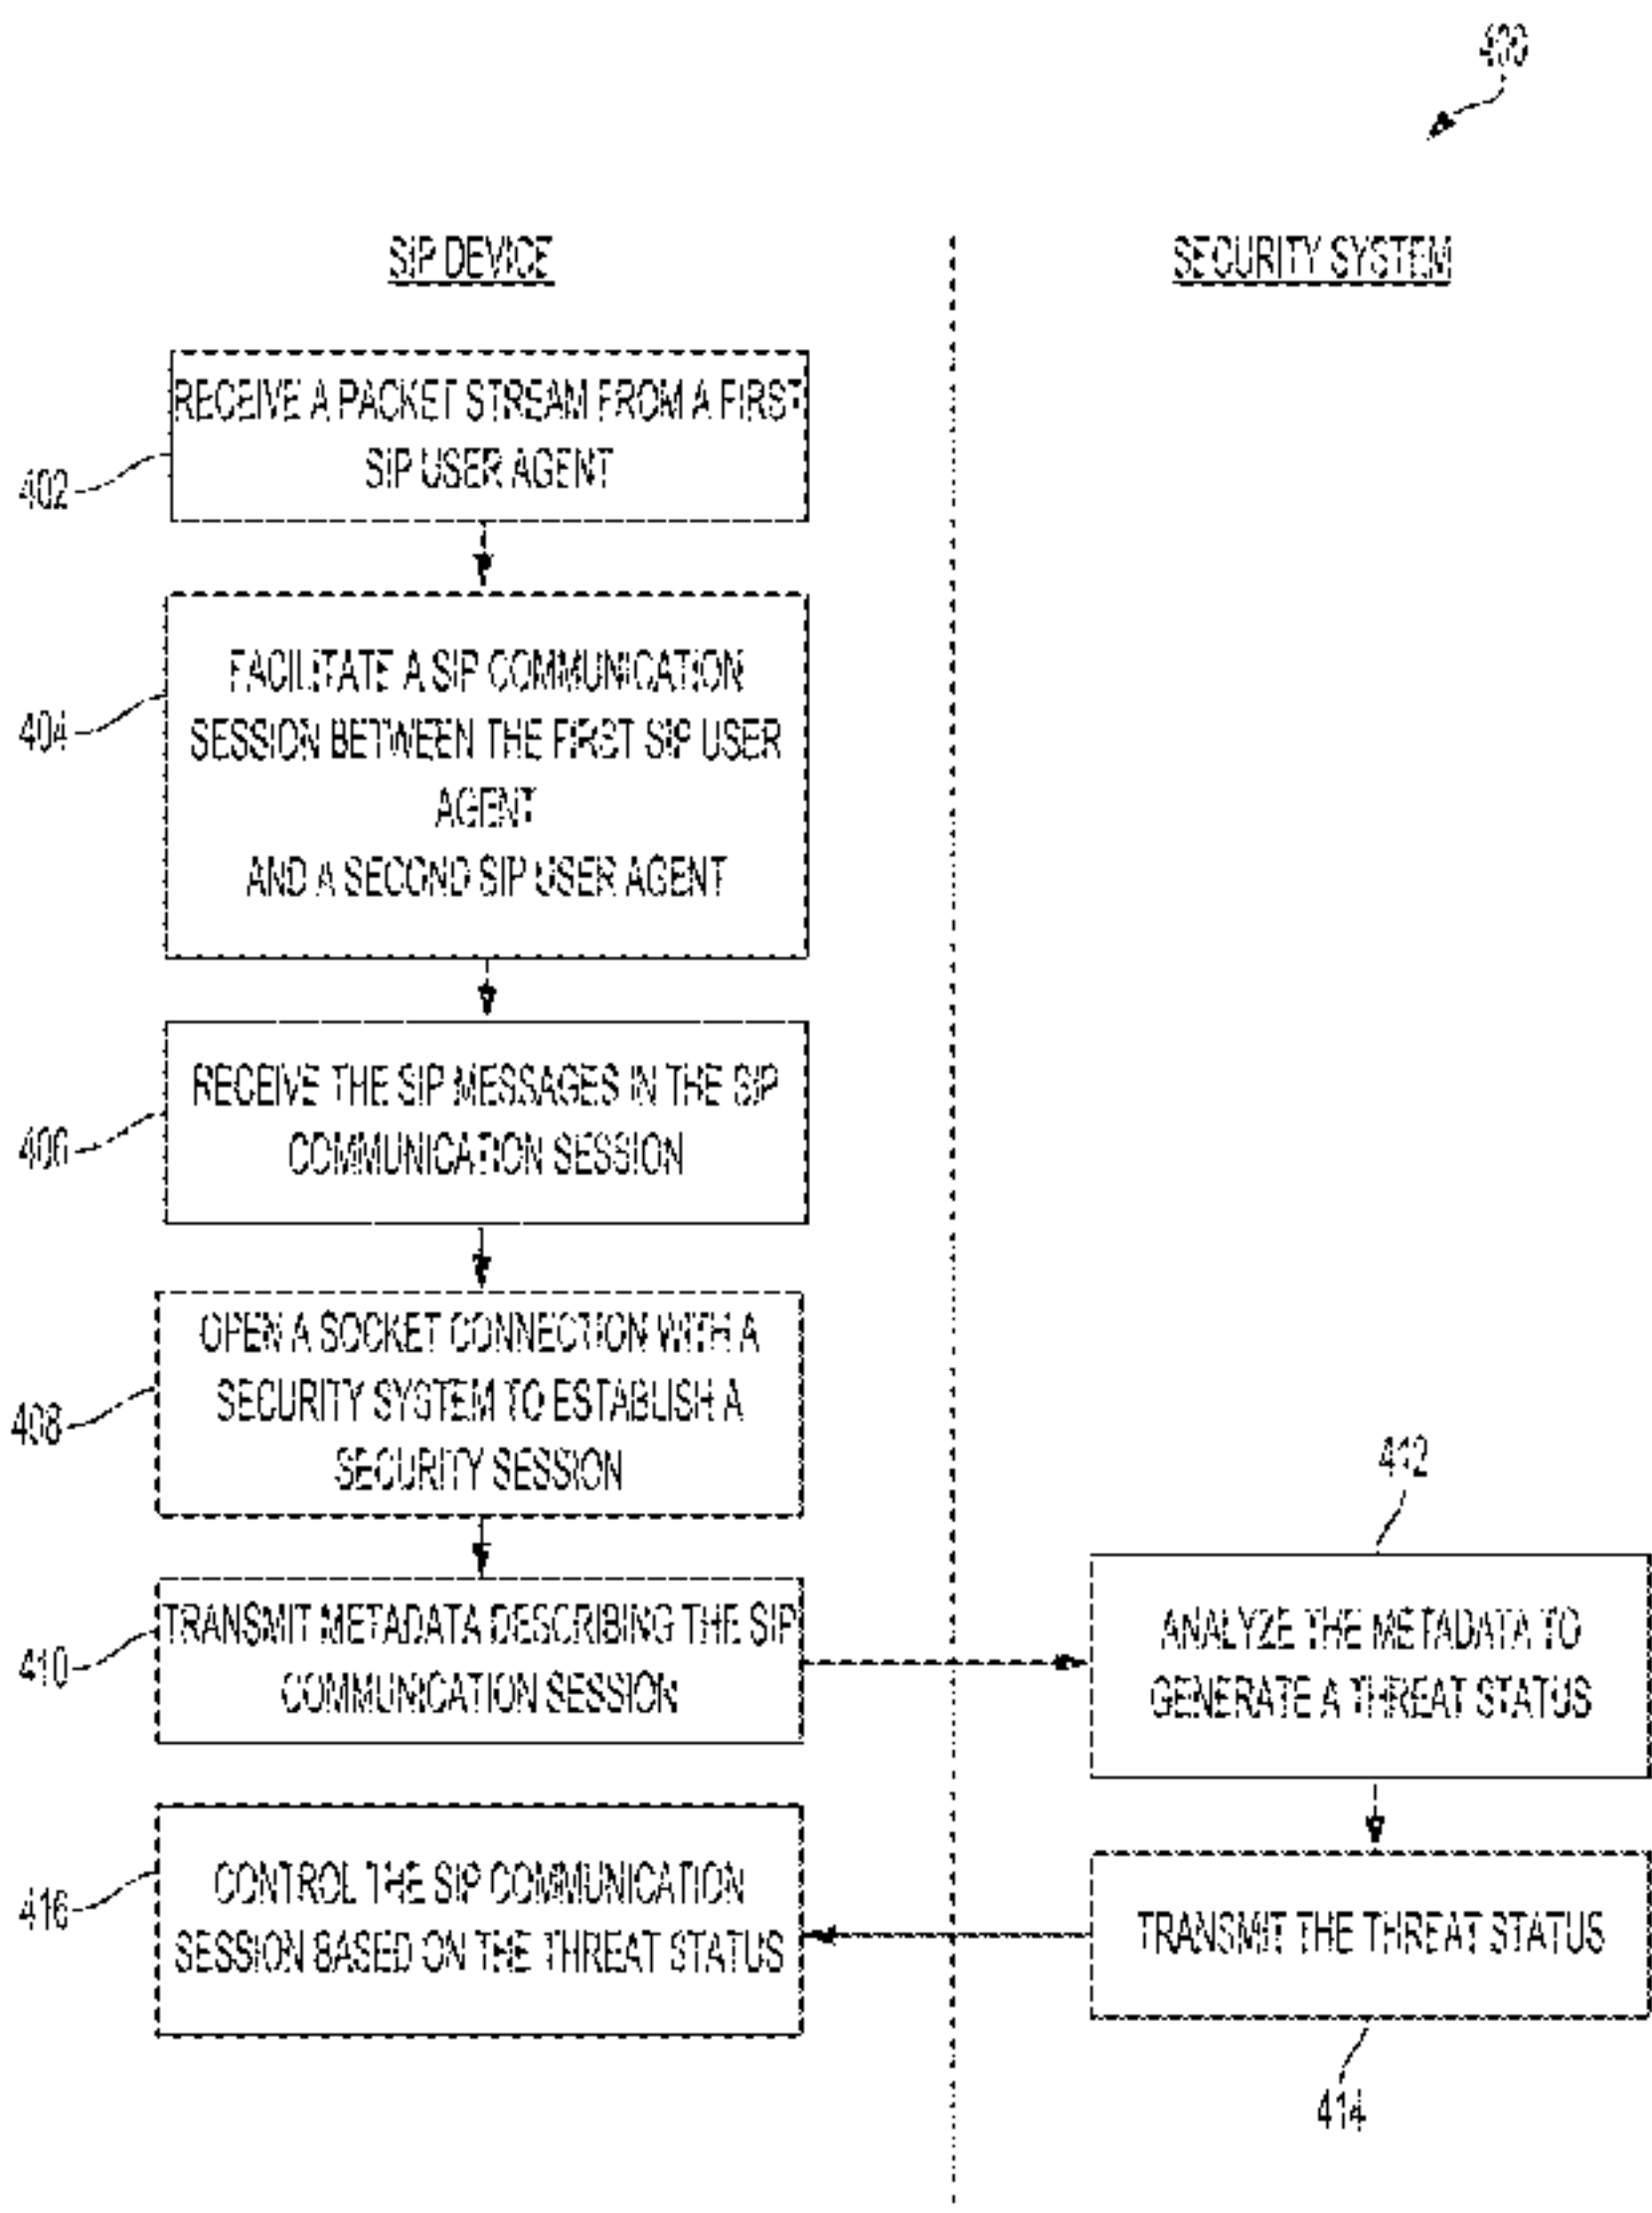 400
SIP DEVICE
SECURITY SYSTEM
RECEIVE A PACKET STREAM FROM A FIRST
SIP USER AGENT
402
FACILITATE A SIP COMMUNICATION
SESSION BETWEEN THE FIRST SIP USER
AGENT
AND A SECOND SIP USER AGENT
404
RECEIVE THE SIP MESSAGES IN THE SIP
COMMUNICATION SESSION
406
OPEN A SOCKET CONNECTION WITH A
SECURITY SYSTEM TO ESTABLISH A
SECURITY SESSION
408
TRANSMIT METADATA DESCRIBING THE SIP
COMMUNICATION SESSION
410
412
ANALYZE THE METADATA TO
GENERATE A THREAT STATUS
CONTROL THE SIP COMMUNICATION
SESSION BASED ON THE THREAT STATUS
416
TRANSMIT THE THREAT STATUS
414